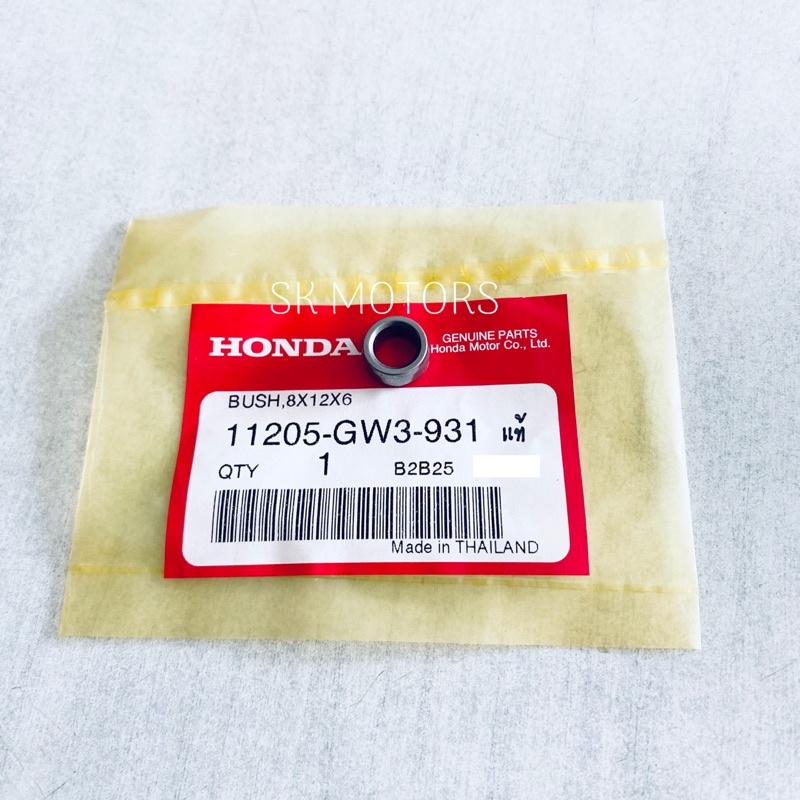 SK MOTORS
HONDA
GENUINE PARTS
Honda Motor Co., Ltd.
BUSH,8X12X6
11205-GW3-931 แท้
QTY 1 B2B25
Made in THAILAND